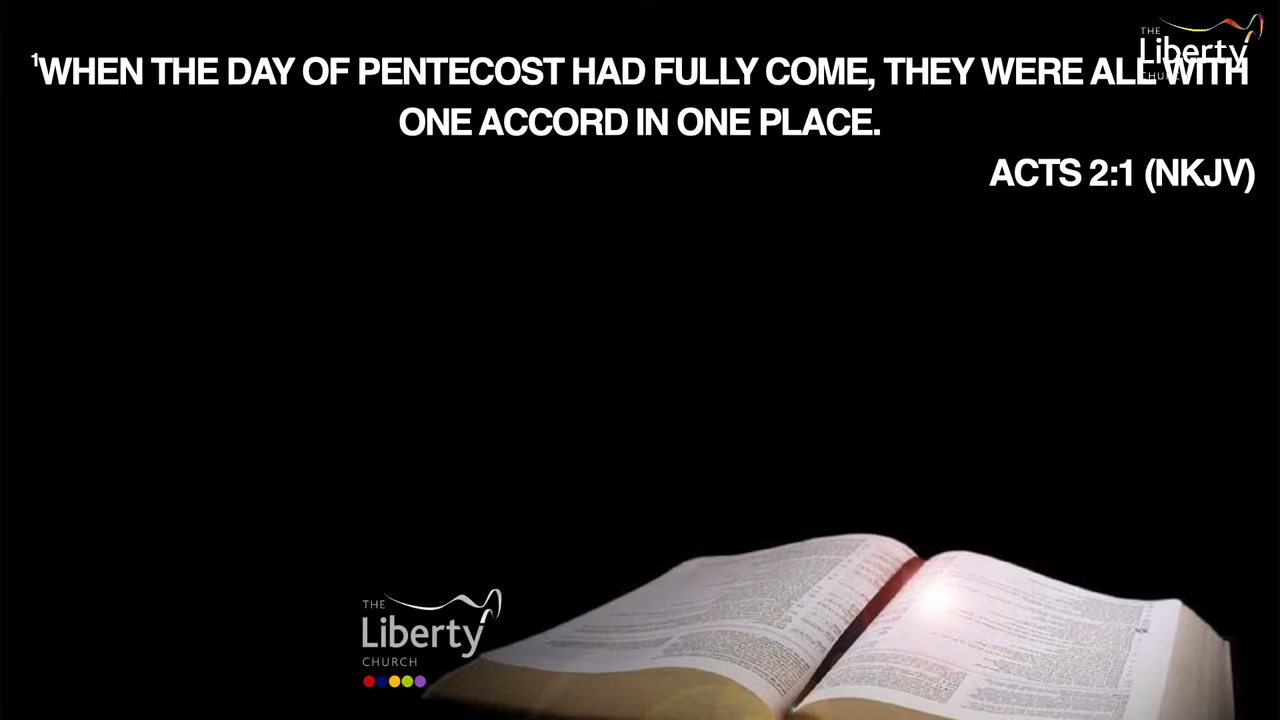 THE
Liberty
CHURCH
¹WHEN THE DAY OF PENTECOST HAD FULLY COME, THEY WERE ALL WITH
ONE ACCORD IN ONE PLACE.
ACTS 2:1 (NKJV)
THE
Liberty
CHURCH